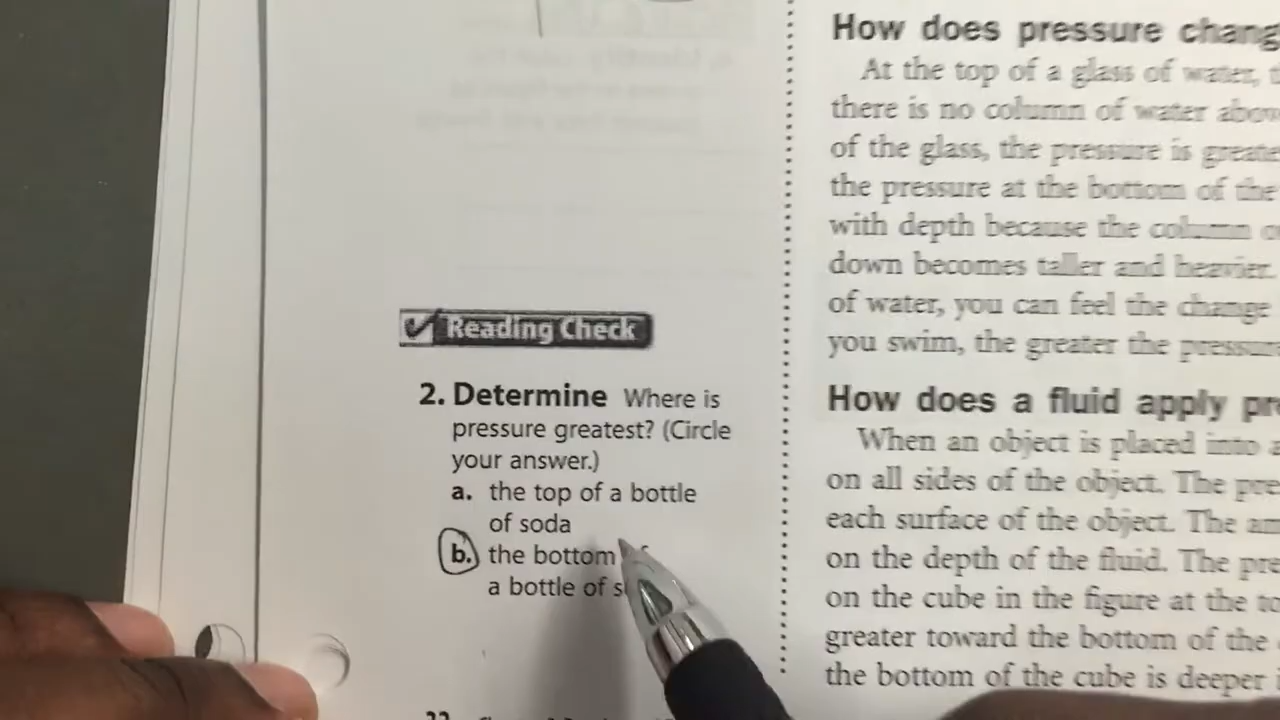 Reading Check
2. Determine Where is
pressure greatest? (Circle
your answer.)
a. the top of a bottle
of soda
b. the bottom
a bottle of
How does pressure
At the top of a glass of water,
there is no column of water
of the glass, the pressure is
the pressure at the bottom of the
with depth because the column
down becomes taller and heavier.
of water, you can feel the change
you swim, the greater the
How does a fluid apply
When an object is placed into
on all sides of the object. The
each surface of the object. The
on the depth of the fluid. The
on the cube in the figure at the
greater toward the bottom of the
the bottom of the cube is deeper